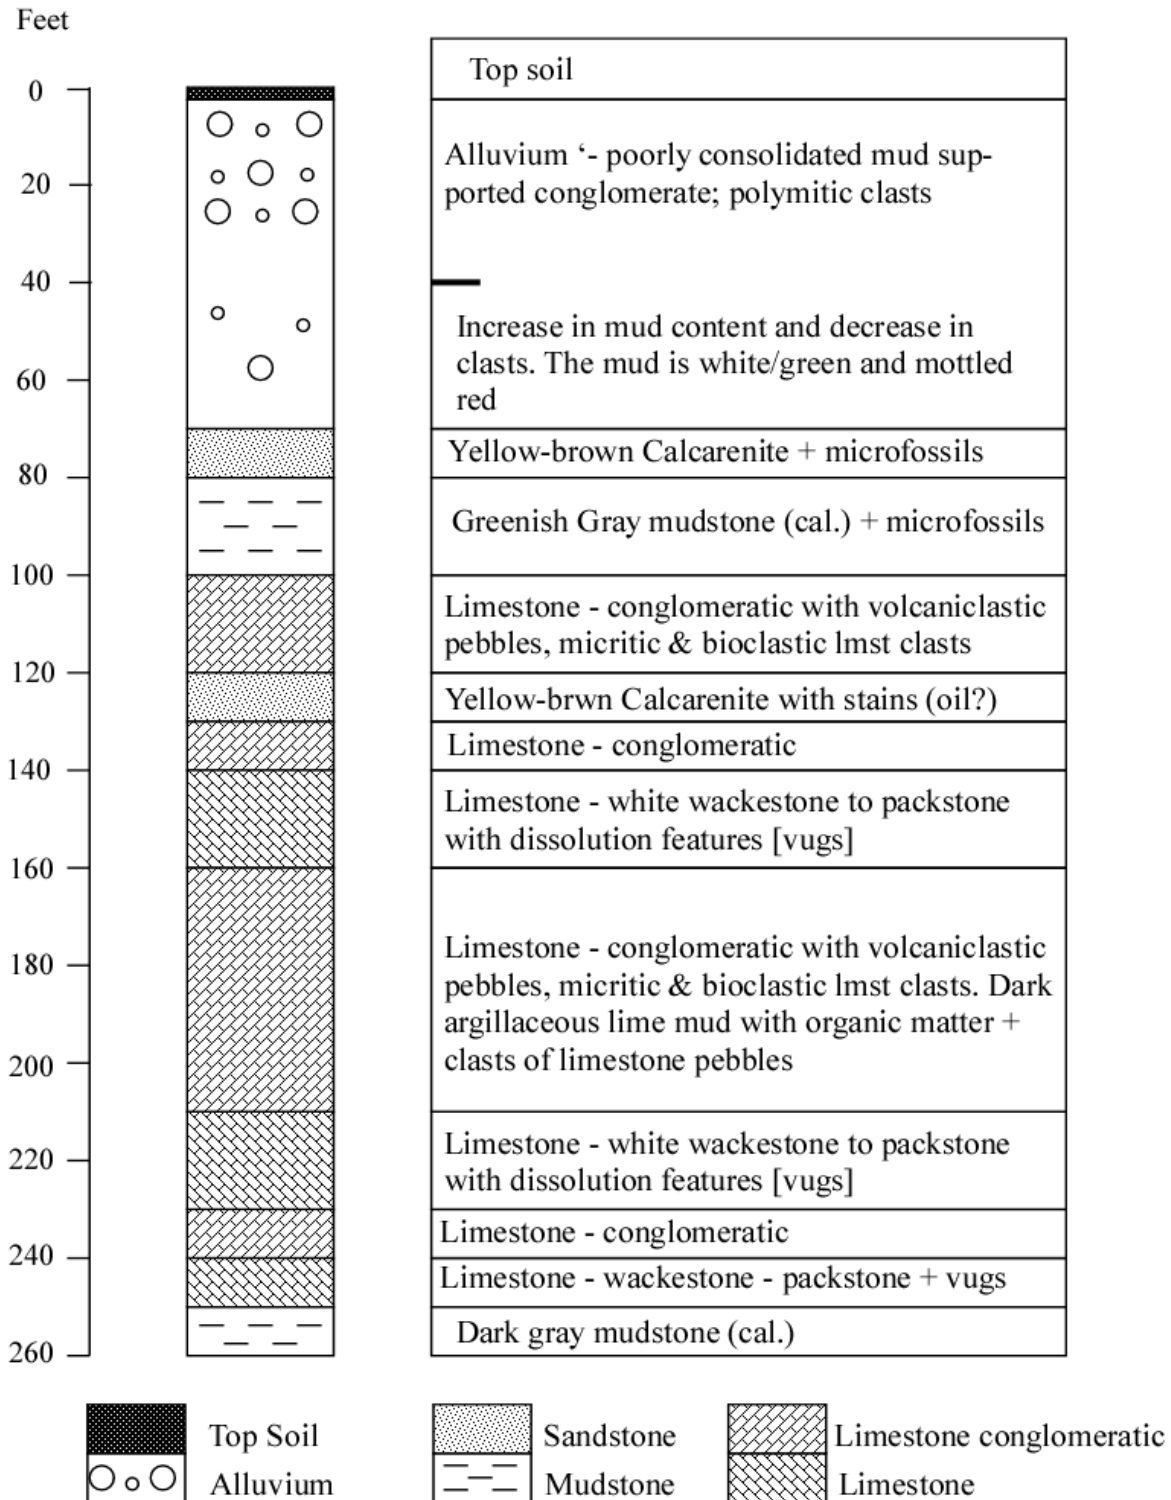 Feet
0
20
40
60
80
100
120
140
160
180
200
220
240
260
Top soil
Alluvium ‘- poorly consolidated mud sup-
ported conglomerate; polymitic clasts
Increase in mud content and decrease in
clasts. The mud is white/green and mottled
red
Yellow-brown Calcarenite + microfossils
Greenish Gray mudstone (cal.) + microfossils
Limestone - conglomeratic with volcaniclastic
pebbles, micritic & bioclastic lmst clasts
Yellow-brwn Calcarenite with stains (oil?)
Limestone - conglomeratic
Limestone - white wackestone to packstone
with dissolution features [vugs]
Limestone - conglomeratic with volcaniclastic
pebbles, micritic & bioclastic lmst clasts. Dark
argillaceous lime mud with organic matter +
clasts of limestone pebbles
Limestone - white wackestone to packstone
with dissolution features [vugs]
Limestone - conglomeratic
Limestone - wackestone - packstone + vugs
Dark gray mudstone (cal.)
Top Soil
Alluvium
Sandstone
Mudstone
Limestone conglomeratic
Limestone